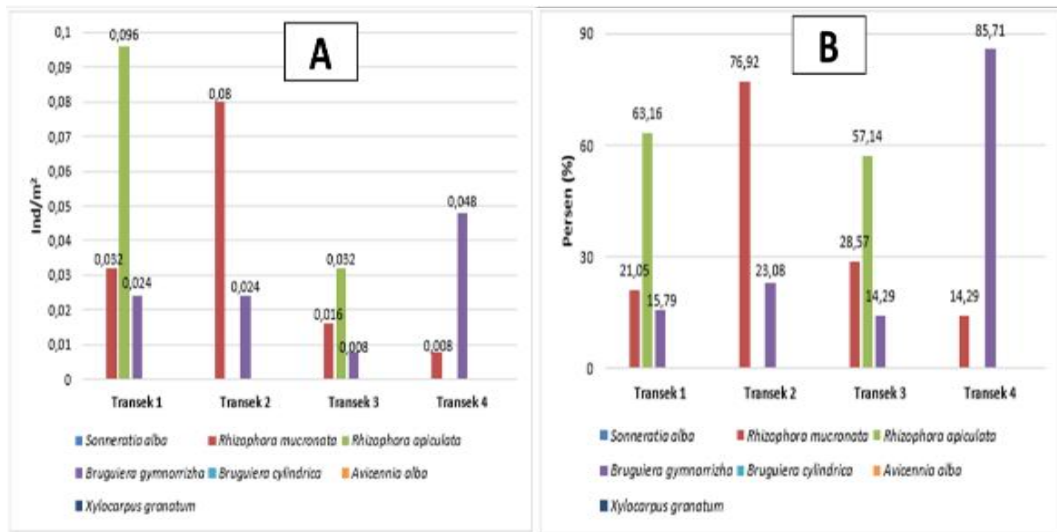 A
Ind/m²
0,1
0,09
0,08
0,07
0,06
0,05
0,04
0,03
0,02
0,01
0
0,096
0,032
0,024
0,08
0,024
0,016
0,032
0,008
0,008
0,048
Transek 1 Transek 2 Transek 3 Transek 4
Sonneratia alba Rhizophora mucronata Rhizophora apiculata
Bruguiera gymnorrizha Bruguiera cylindrica Avicennia alba
Xylocarpus granatum
B
Persen (%)
90
60
30
0
21,05
63,16
15,79
76,92
23,08
28,57
57,14
14,29
14,29
85,71
Transek 1 Transek 2 Transek 3 Transek 4
Sonneratia alba Rhizophora mucronata Rhizophora apiculata
Bruguiera gymnorrizha Bruguiera cylindrica Avicennia alba
Xylocarpus granatum